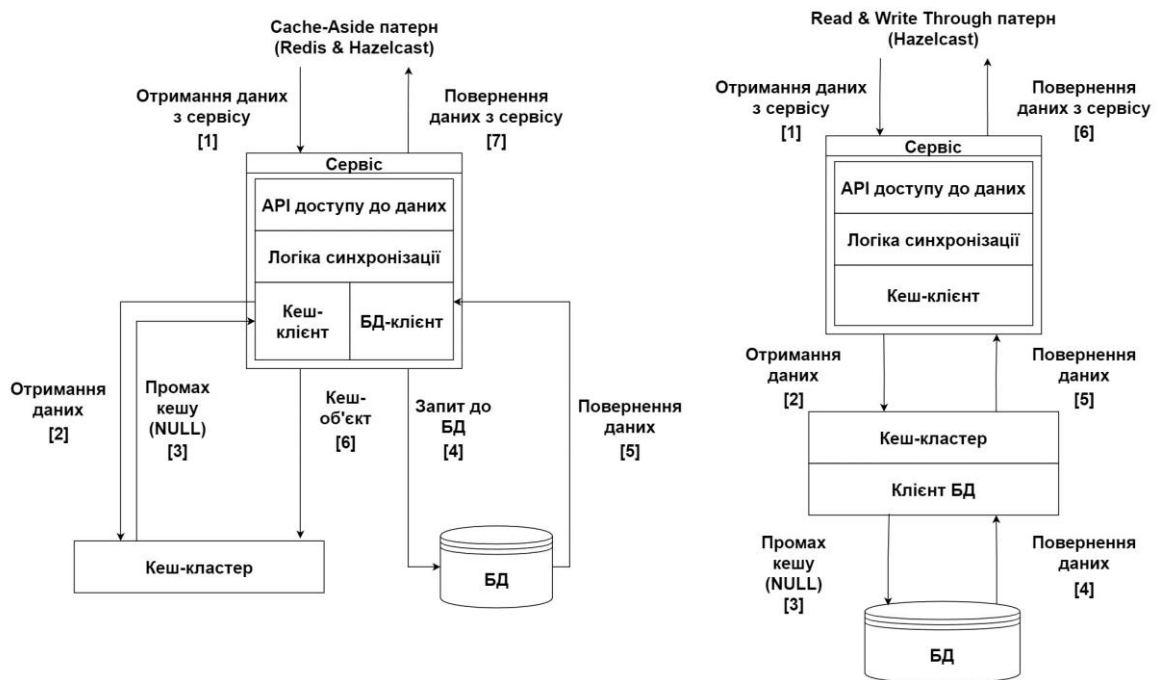 Cache-Aside патерн
(Redis & Hazelcast)
Отримання даних
з сервісу
[1]
Повернення
даних з сервісу
[7]
Сервіс
API доступу до даних
Логіка синхронізації
Кеш-
клієнт
БД-клієнт
Отримання
даних
[2]
Промах
кешу
(NULL)
[3]
Кеш-
об'єкт
[6]
Запит до
БД
[4]
Повернення
даних
[5]
Кеш-кластер
БД
Read & Write Through патерн
(Hazelcast)
Отримання даних
з сервісу
[1]
Повернення
даних з сервісу
[6]
Сервіс
API доступу до даних
Логіка синхронізації
Кеш-клієнт
Отримання
даних
[2]
Повернення
даних
[5]
Кеш-кластер
Клієнт БД
Промах
кешу
(NULL)
[3]
Повернення
даних
[4]
БД